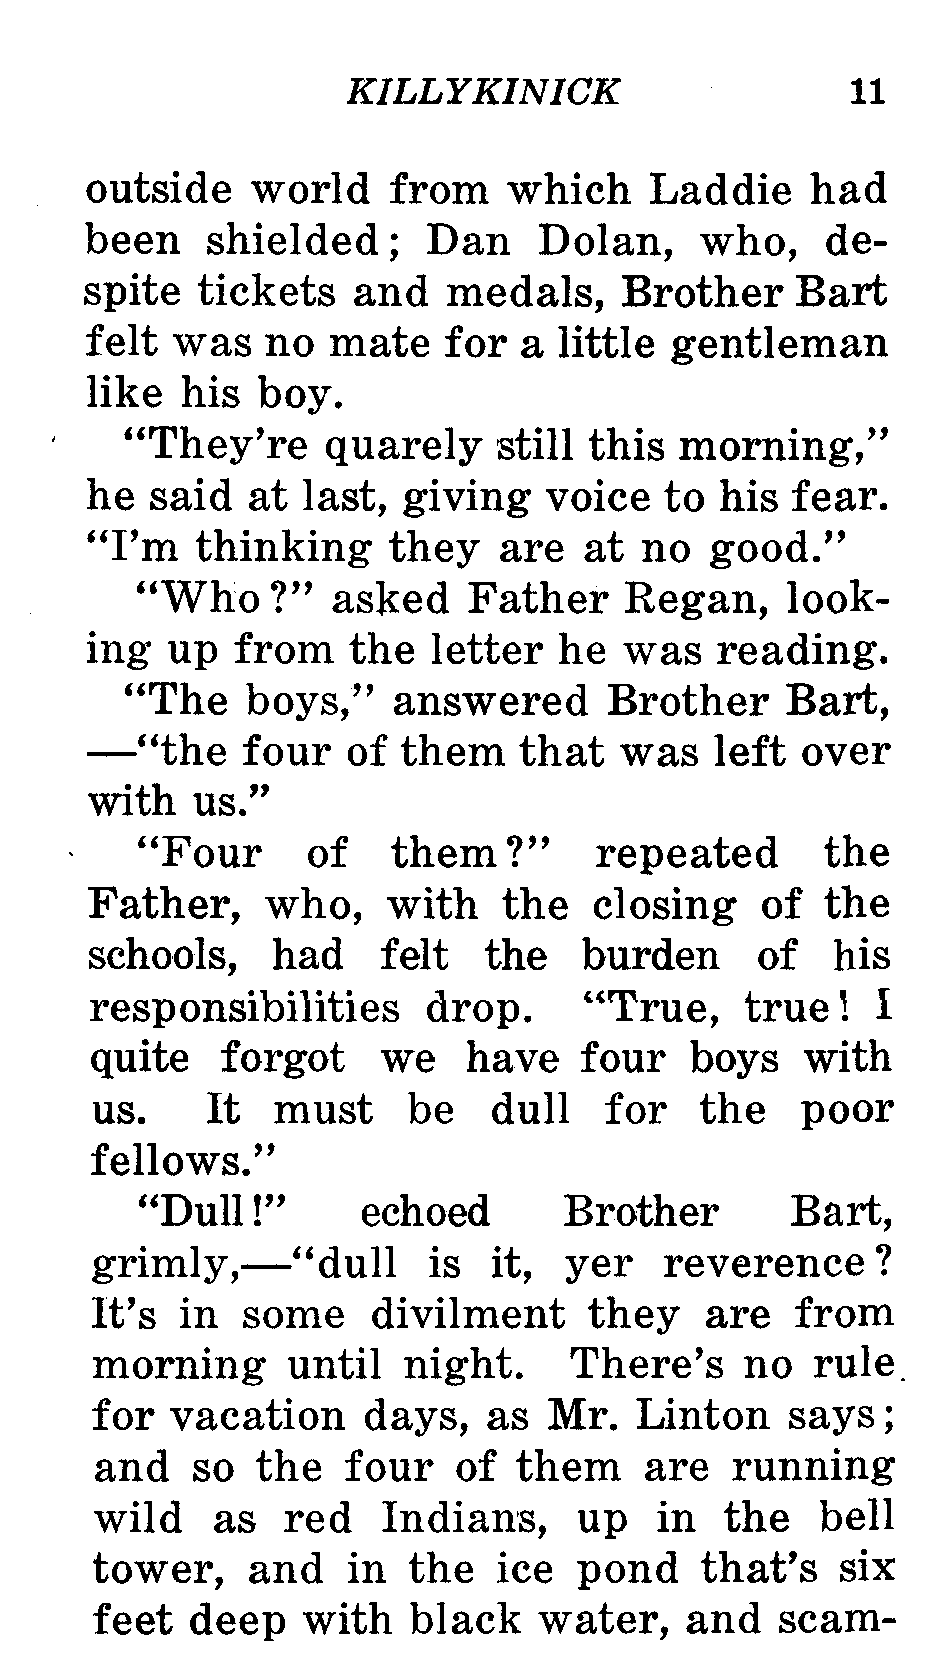 KILLYKINICK 11
outside world from which Laddie had
been shielded; Dan Dolan, who, de-
spite tickets and medals, Brother Bart
felt was no mate for a little gentleman
like his boy.
"They're quarely still this morning,"
he said at last, giving voice to his fear.
"I'm thinking they are at no good."
"Who?" asked Father Regan, look-
ing up from the letter he was reading.
"The boys," answered Brother Bart,
—"the four of them that was left over
with us."
"Four of them?" repeated the
Father, who, with the closing of the
schools, had felt the burden of his
responsibilities drop. "True, true! I
quite forgot we have four boys with
us. It must be dull for the poor
fellows."
"Dull!" echoed Brother Bart,
grimly,—"dull is it, yer reverence?
It's in some divilment they are from
morning until night. There's no rule
for vacation days, as Mr. Linton says;
and so the four of them are running
wild as red Indians, up in the bell
tower, and in the ice pond that's six
feet deep with black water, and scam-